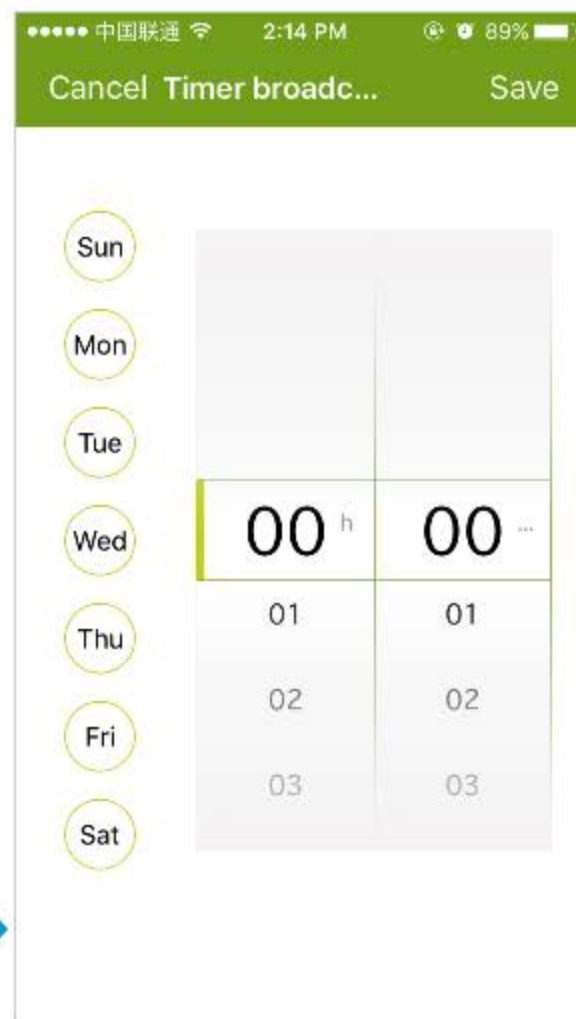 中国联通 2:14 PM 89%
Cancel Timer broadc... Save
Sun
Mon
Tue
Wed
Thu
Fri
Sat
00 h 00 ...
01 01
02 02
03 03